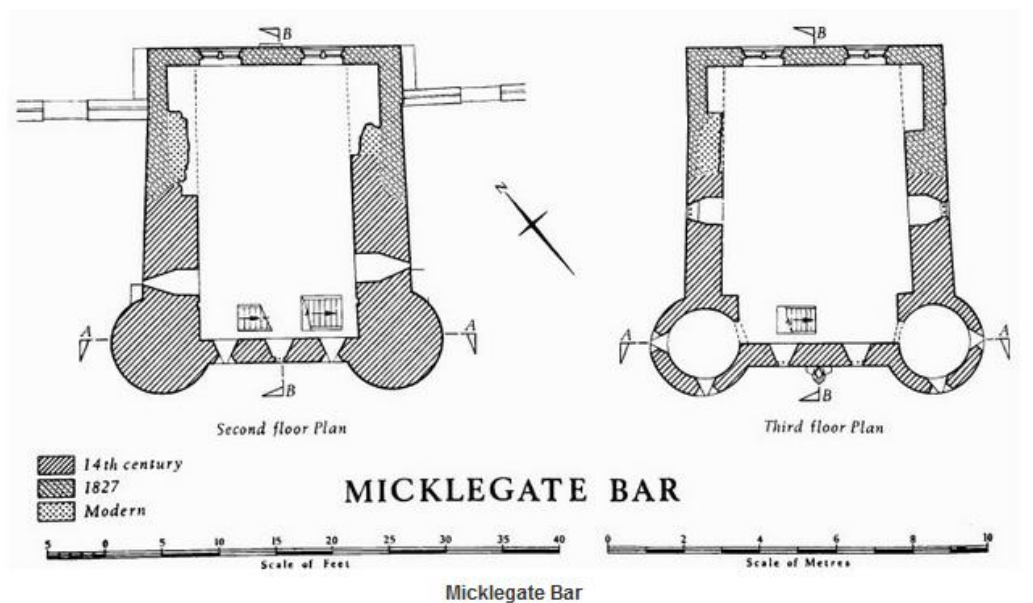 B B
N
A A A A
B B
Second floor Plan Third floor Plan
14th century
1827
Modern
MICKLEGATE BAR
5 0 5 10 15 20 25 30 35 40
Scale of Feet
0 2 4 6 8 10
Scale of Metres
Micklegate Bar